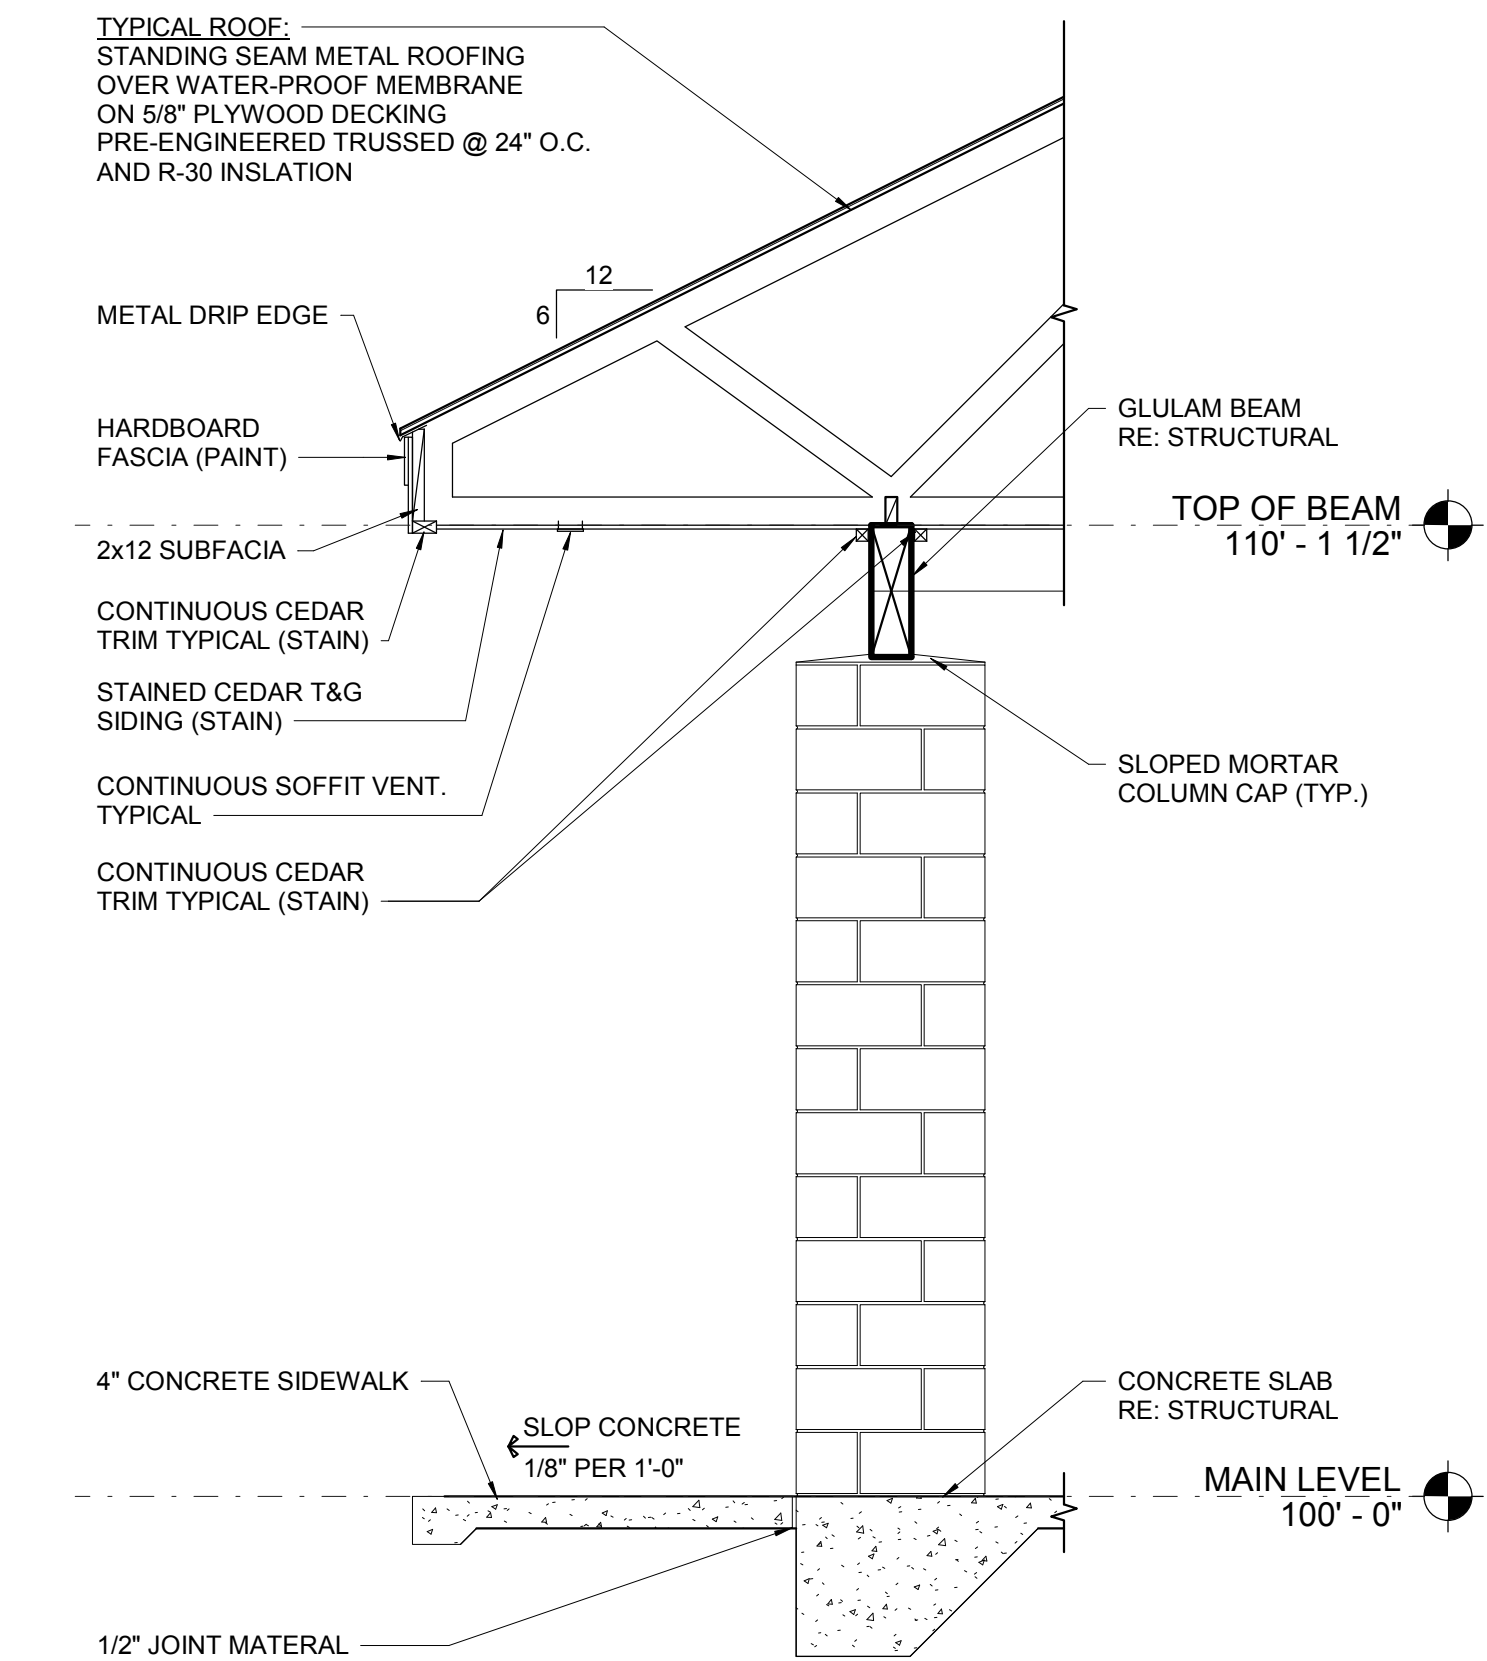 TYPICAL ROOF:
STANDING SEAM METAL ROOFING
OVER WATER-PROOF MEMBRANE
ON 5/8" PLYWOOD DECKING
PRE-ENGINEERED TRUSSED @ 24" O.C.
AND R-30 INSLATION
12
6
METAL DRIP EDGE
HARDBOARD
FASCIA (PAINT)
GLULAM BEAM
RE: STRUCTURAL
TOP OF BEAM
110' - 1 1/2"
2x12 SUBFACIA
CONTINUOUS CEDAR
TRIM TYPICAL (STAIN)
STAINED CEDAR T&G
SIDING (STAIN)
CONTINUOUS SOFFIT VENT.
TYPICAL
SLOPED MORTAR
COLUMN CAP (TYP.)
CONTINUOUS CEDAR
TRIM TYPICAL (STAIN)
4" CONCRETE SIDEWALK
CONCRETE SLAB
RE: STRUCTURAL
SLOP CONCRETE
1/8" PER 1'-0"
MAIN LEVEL
100' - 0"
1/2" JOINT MATERAL